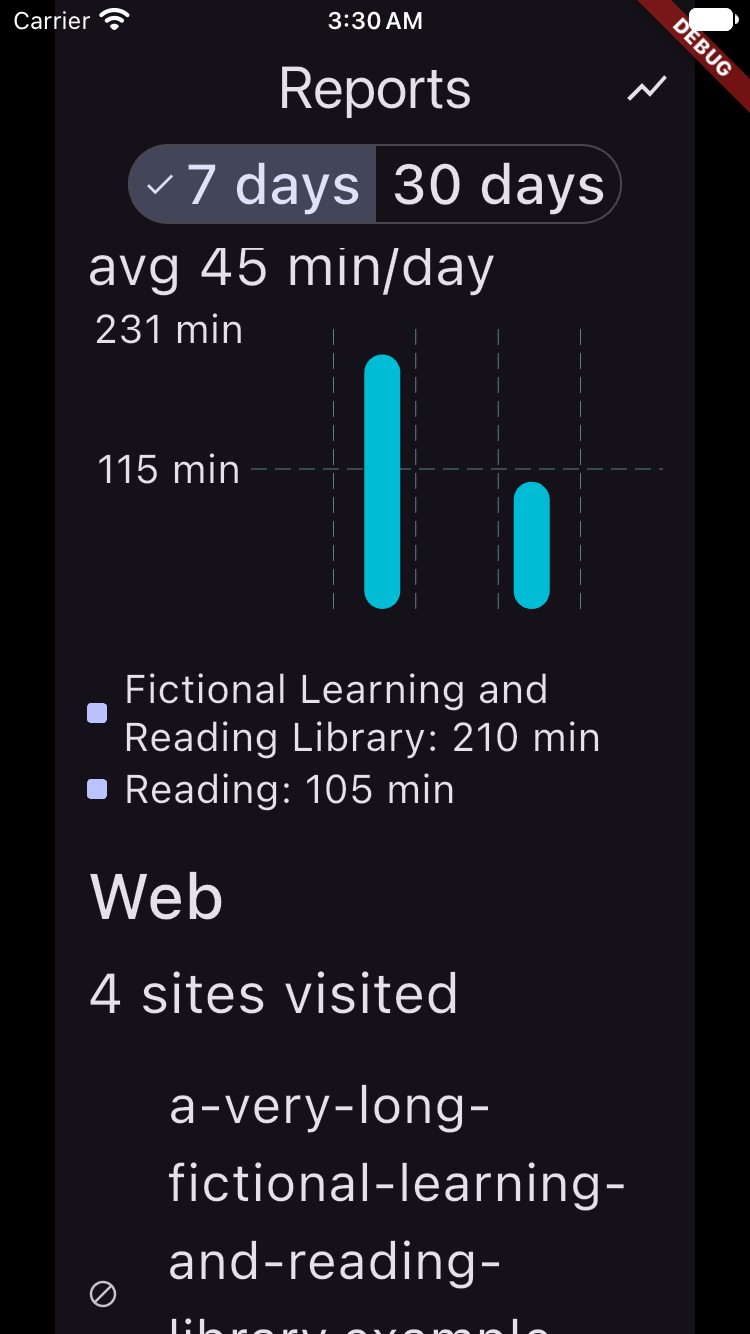 Carrier 3:30 AM
DEBUG
Reports
7 days 30 days
avg 45 min/day
231 min
115 min
Fictional Learning and
Reading Library: 210 min
Reading: 105 min
Web
4 sites visited
a-very-long-
fictional-learning-
and-reading-
library.example